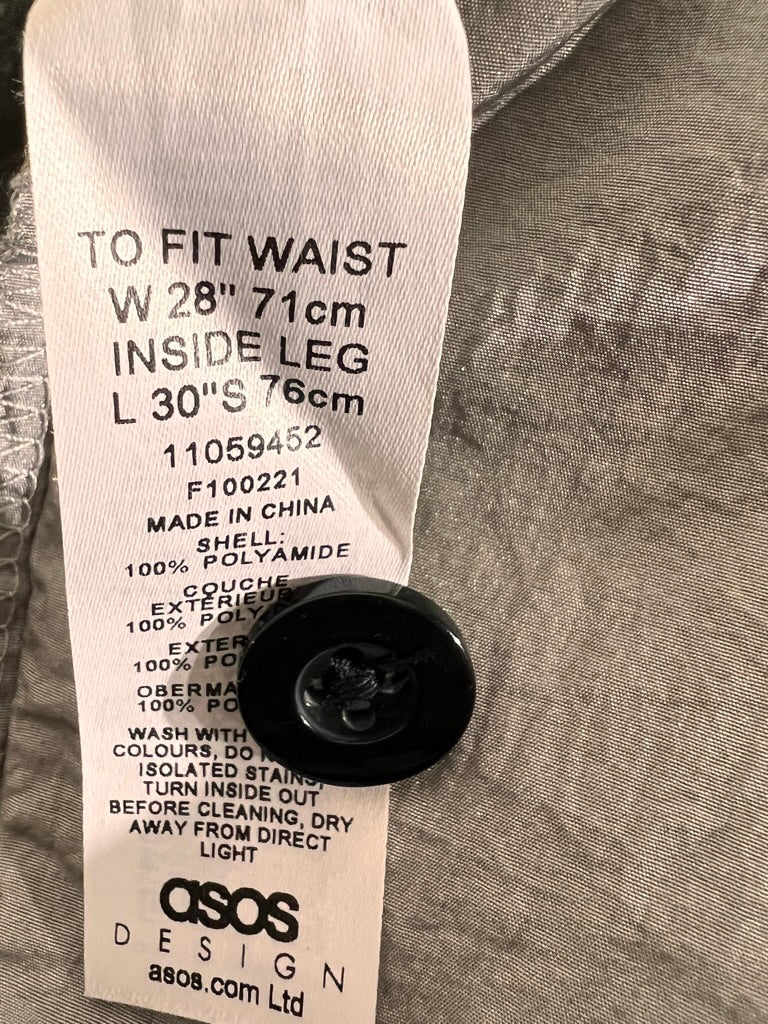 TO FIT WAIST
W 28" 71cm
INSIDE LEG
L 30"S 76cm
11059452
F100221
MADE IN CHINA
SHELL:
100% POLYAMIDE
COUCHE
100%
100%
100%
WASH WITH
COLOURS, DO
ISOLATED STAINS,
TURN INSIDE OUT
BEFORE CLEANING, DRY
AWAY FROM DIRECT
LIGHT
asos
DESIGN
asos.com Ltd